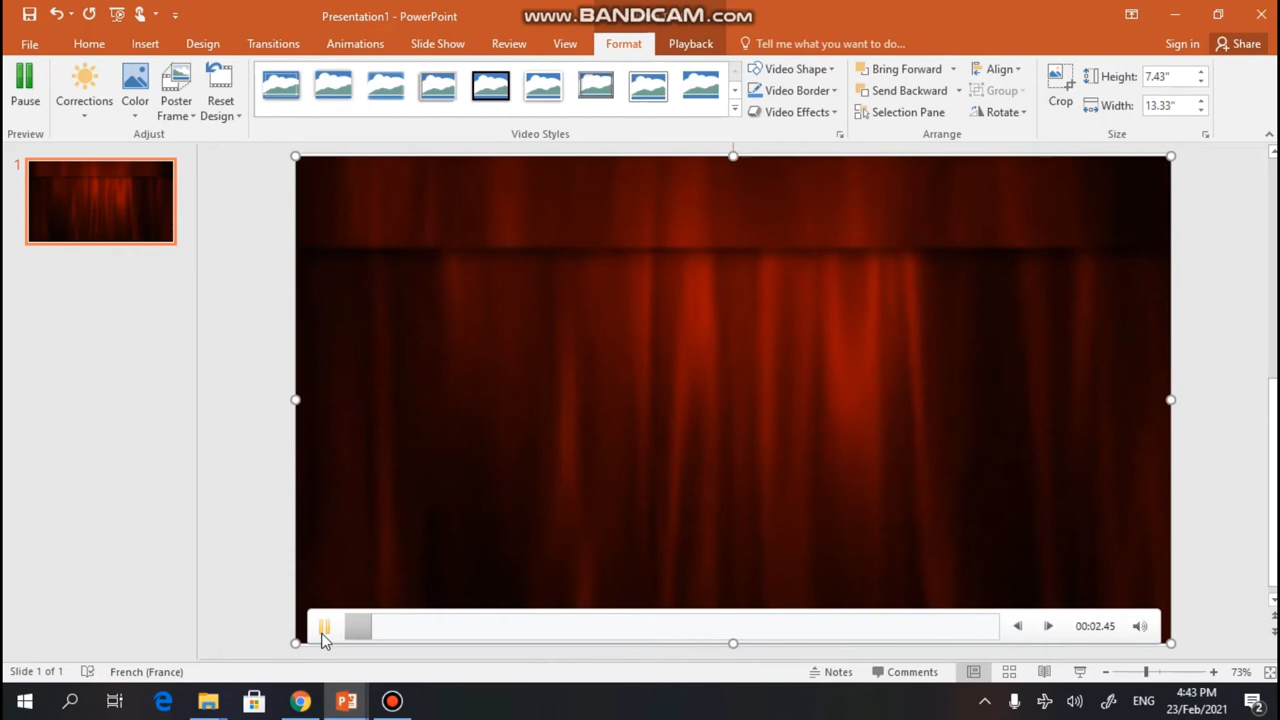 Presentation1 - PowerPoint
www.BANDICAM.com
File Home Insert Design Transitions Animations Slide Show Review View Format Playback Tell me what you want to do... Sign in Share
Pause
Corrections
Color
Poster Frame
Reset Design
Video Shape
Video Border
Video Effects
Bring Forward
Send Backward
Selection Pane
Align
Group
Rotate
Crop
Height: 7.43"
Width: 13.33"
Preview Adjust Video Styles Arrange Size
1
00:02.45
Slide 1 of 1 French (France) Notes Comments 73%
ENG
4:43 PM
23/Feb/2021
2